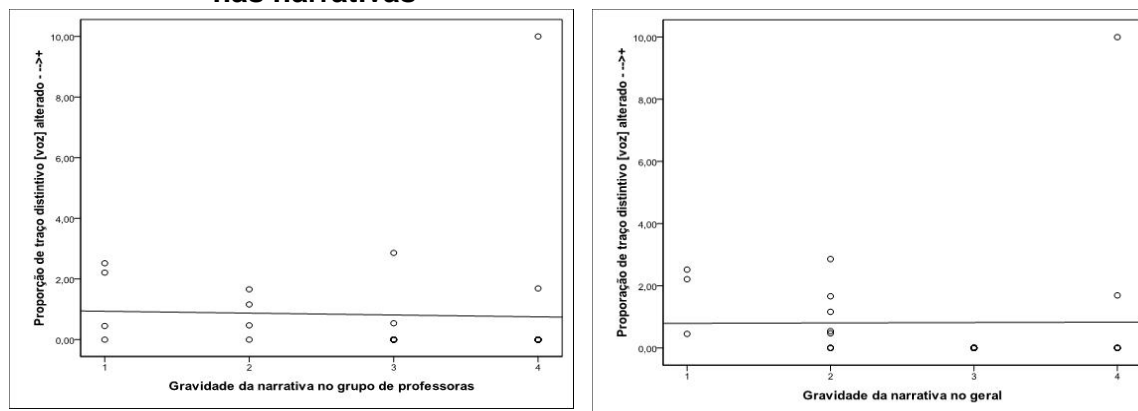 nas narrativas
Proporção de traço distintivo [voz] alterado - -->+
10,00
8,00
6,00
4,00
2,00
0,00
1 2 3 4
Gravidade da narrativa no grupo de professoras
Proporação de traço distintivo [voz] alterado - -->+
10,00
8,00
6,00
4,00
2,00
0,00
1 2 3 4
Gravidade da narrativa no geral